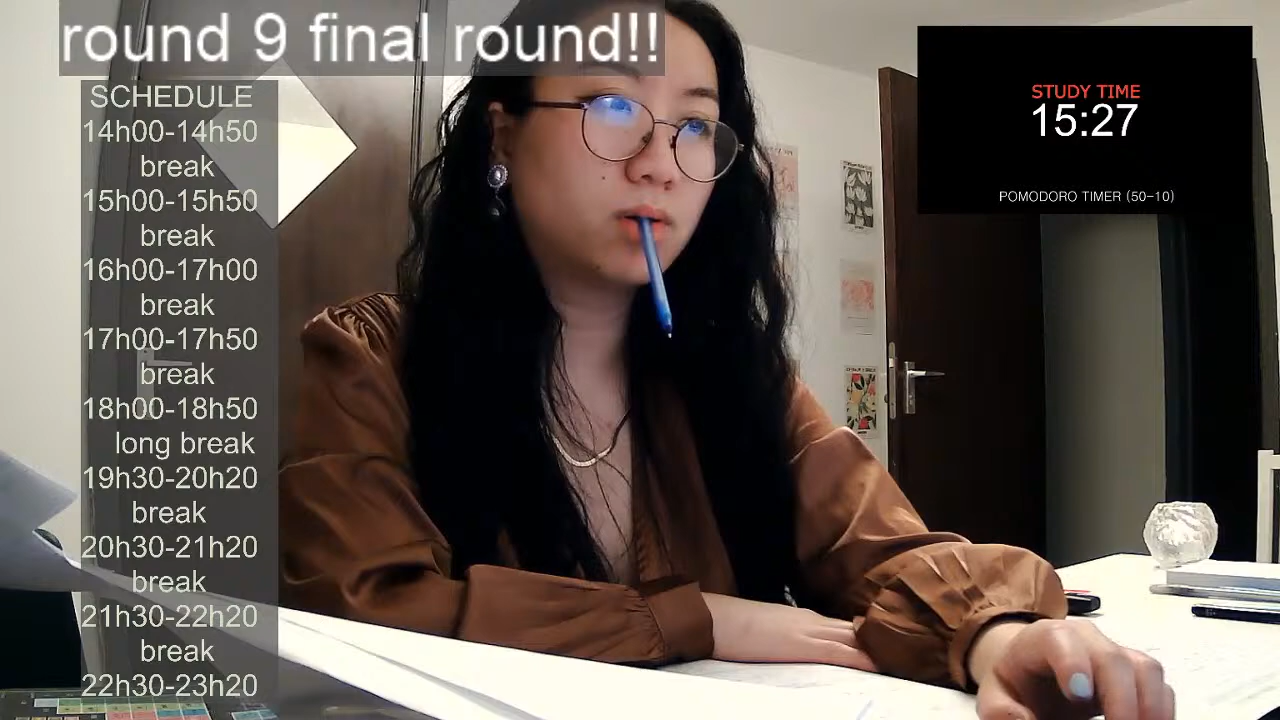 round 9 final round!!
SCHEDULE
14h00-14h50
break
15h00-15h50
break
16h00-17h00
break
17h00-17h50
break
18h00-18h50
long break
19h30-20h20
break
20h30-21h20
break
21h30-22h20
break
22h30-23h20
STUDY TIME
15:27
POMODORO TIMER (50-10)